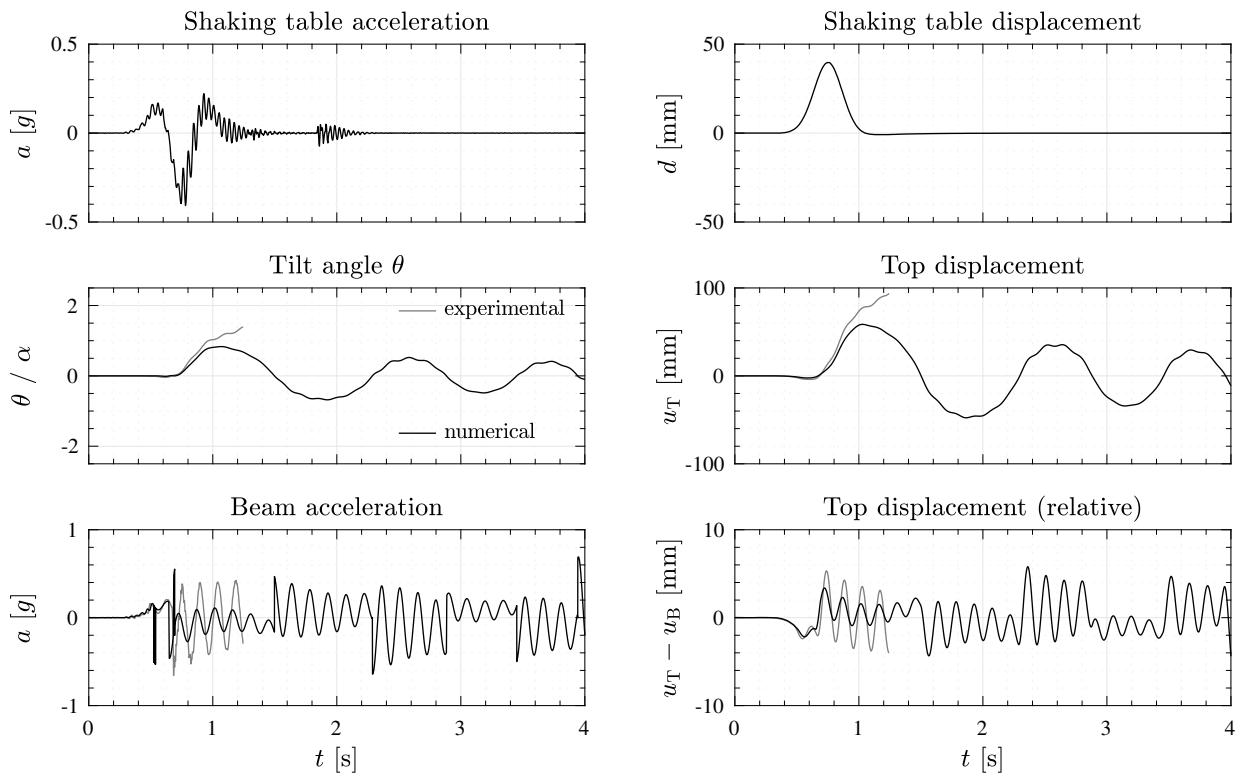 Shaking table acceleration
0.5
0
-0.5
a [g]
Shaking table displacement
50
0
-50
d [mm]
Tilt angle θ
2
0
-2
θ / α
experimental
numerical
Top displacement
100
0
-100
u_T [mm]
Beam acceleration
1
0
-1
a [g]
0 1 2 3 4
t [s]
Top displacement (relative)
10
0
-10
u_T − u_B [mm]
0 1 2 3 4
t [s]